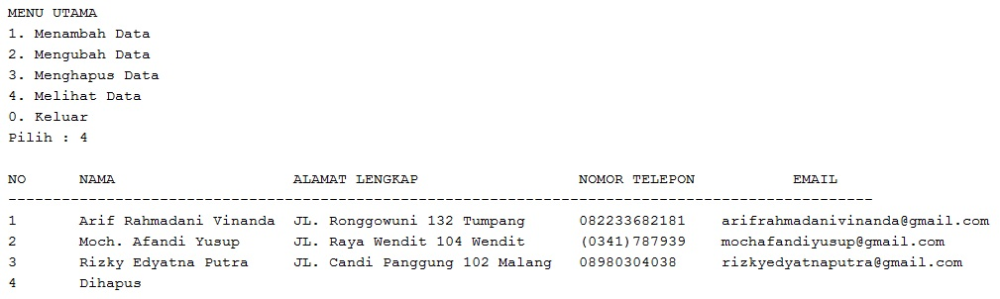 MENU UTAMA
1. Menambah Data
2. Mengubah Data
3. Menghapus Data
4. Melihat Data
0. Keluar
Pilih : 4
NO NAMA ALAMAT LENGKAP NOMOR TELEPON EMAIL
-------------------------------------------------------------------------------------------------
1 Arif Rahmadani Vinanda JL. Ronggowuni 132 Tumpang 082233682181 arifrahmadanivinanda@gmail.com
2 Moch. Afandi Yusup JL. Raya Wendit 104 Wendit (0341)787939 mochafandiyusup@gmail.com
3 Rizky Edyatna Putra JL. Candi Panggung 102 Malang 08980304038 rizkyedyatnaputra@gmail.com
4 Dihapus